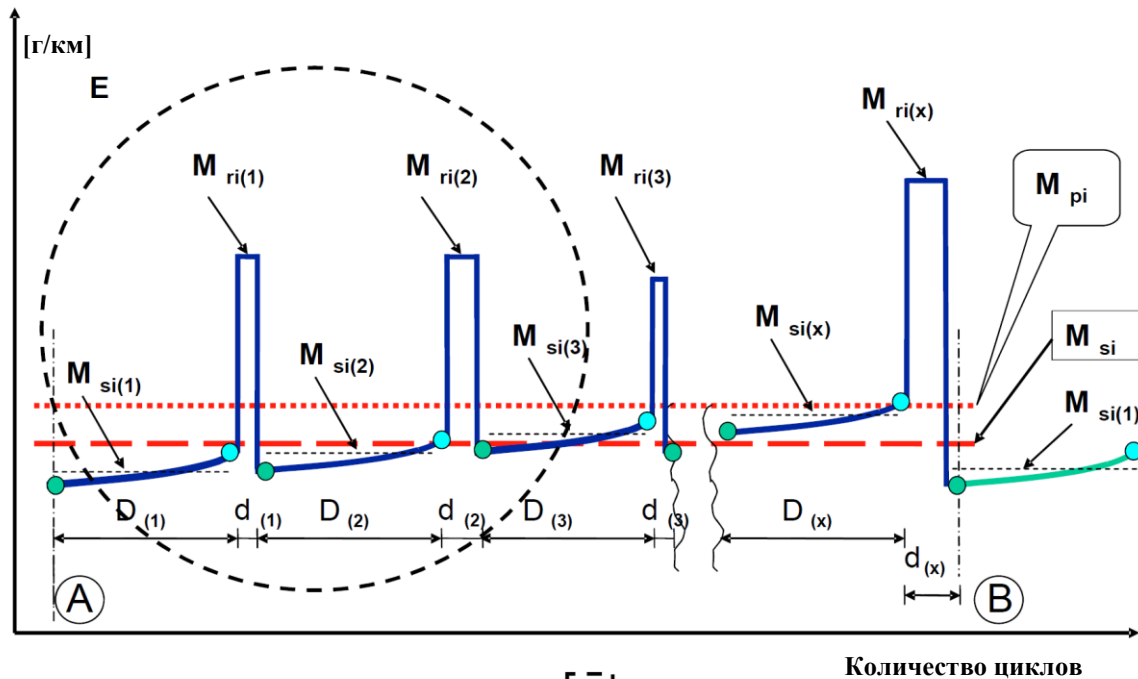 [г/км]
E
M ri(1)
M ri(2)
M ri(3)
M ri(x)
M pi
M si(1)
M si(2)
M si(3)
M si(x)
M si
M si(1)
D (1)
d (1)
D (2)
d (2)
D (3)
d (3)
D (x)
d (x)
A
B
Количество циклов